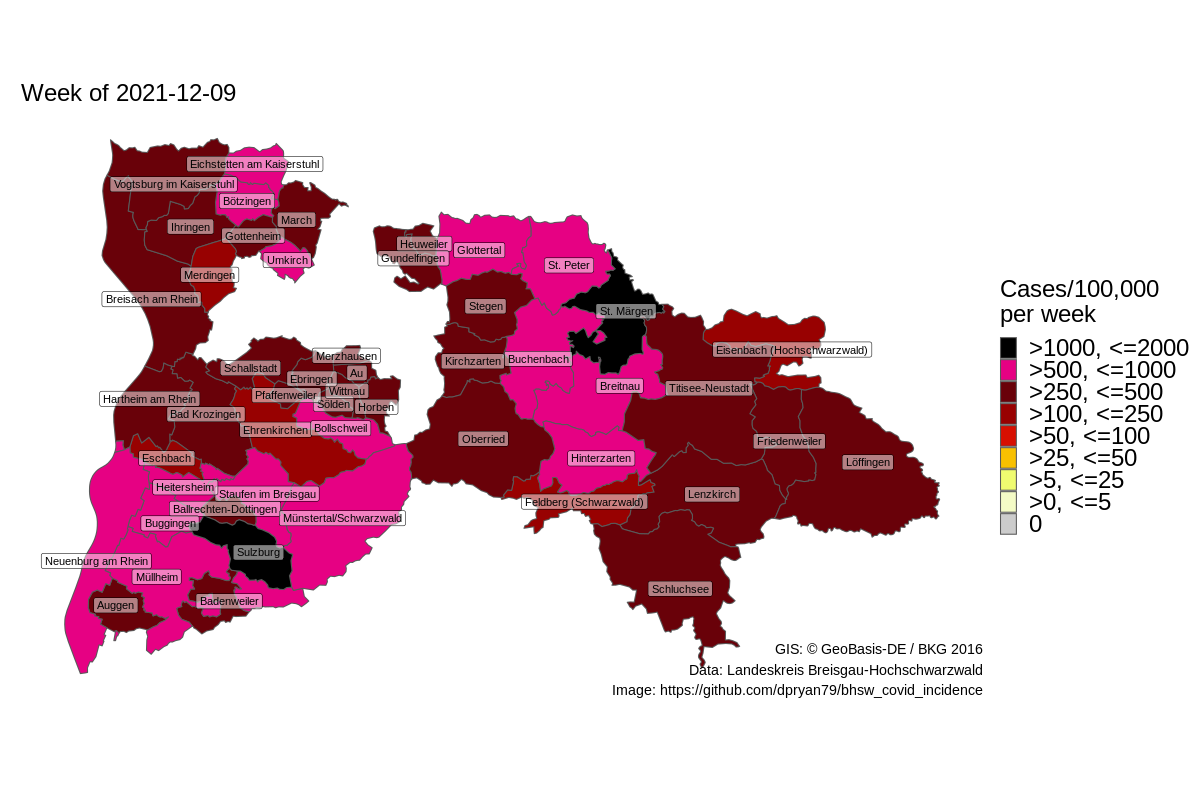 Week of 2021-12-09
Eichstetten am Kaiserstuhl
Vogtsburg im Kaiserstuhl
Bötzingen
March
Ihringen
Gottenheim
Umkirch
Merdingen
Breisach am Rhein
Heuweiler
Gundelfingen
Glottertal
St. Peter
Stegen
St. Märgen
Merzhausen
Schallstadt
Au
Ebringen
Wittnau
Pfaffenweiler
Sölden
Horben
Hartheim am Rhein
Bad Krozingen
Ehrenkirchen
Bollschweil
Kirchzarten
Buchenbach
Breitnau
Titisee-Neustadt
Eisenbach (Hochschwarzwald)
Oberried
Hinterzarten
Friedenweiler
Löffingen
Eschbach
Heitersheim
Staufen im Breisgau
Ballrechten-Dottingen
Buggingen
Münstertal/Schwarzwald
Feldberg (Schwarzwald)
Lenzkirch
Sulzburg
Neuenburg am Rhein
Müllheim
Auggen
Badenweiler
Schluchsee
Cases/100,000
per week
>1000, <=2000
>500, <=1000
>250, <=500
>100, <=250
>50, <=100
>25, <=50
>5, <=25
>0, <=5
0
GIS: © GeoBasis-DE / BKG 2016
Data: Landeskreis Breisgau-Hochschwarzwald
Image: https://github.com/dpryan79/bhsw_covid_incidence